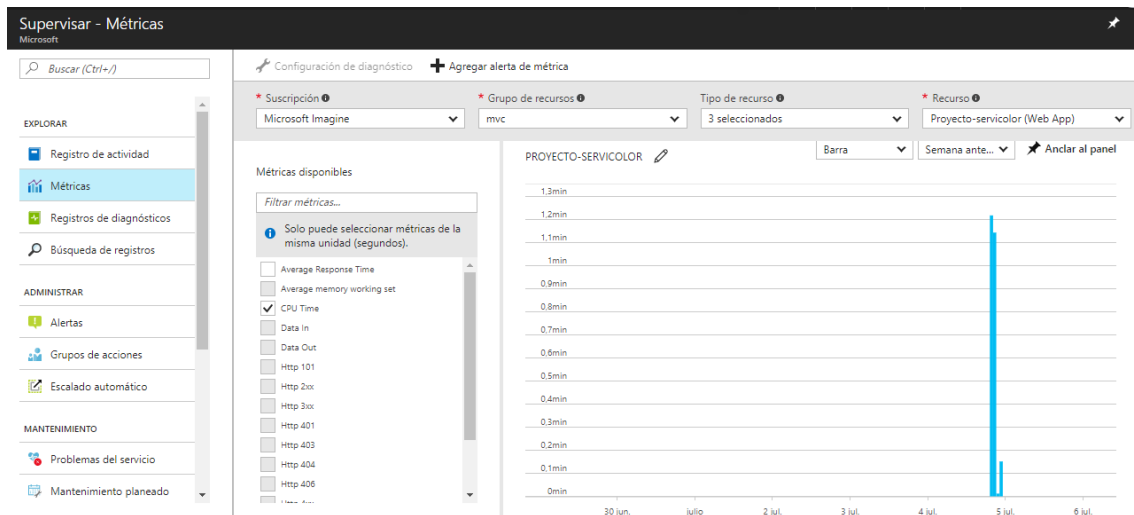 Supervisar - Métricas
Microsoft
Buscar (Ctrl+/)
EXPLORAR
Registro de actividad
Métricas
Registros de diagnósticos
Búsqueda de registros
ADMINISTRAR
Alertas
Grupos de acciones
Escalado automático
MANTENIMIENTO
Problemas del servicio
Mantenimiento planeado
Configuración de diagnóstico
Agregar alerta de métrica
* Suscripción
Microsoft Imagine
* Grupo de recursos
mvc
Tipo de recurso
3 seleccionados
* Recurso
Proyecto-servicolor (Web App)
Métricas disponibles
Filtrar métricas...
Solo puede seleccionar métricas de la
misma unidad (segundos).
Average Response Time
Average memory working set
CPU Time
Data In
Data Out
Http 101
Http 2xx
Http 3xx
Http 401
Http 403
Http 404
Http 406
PROYECTO-SERVICOLOR
Barra
Semana ante...
Anclar al panel
1,3min
1,2min
1,1min
1min
0,9min
0,8min
0,7min
0,6min
0,5min
0,4min
0,3min
0,2min
0,1min
0min
30 jun. julio 2 jul. 3 jul. 4 jul. 5 jul. 6 jul.